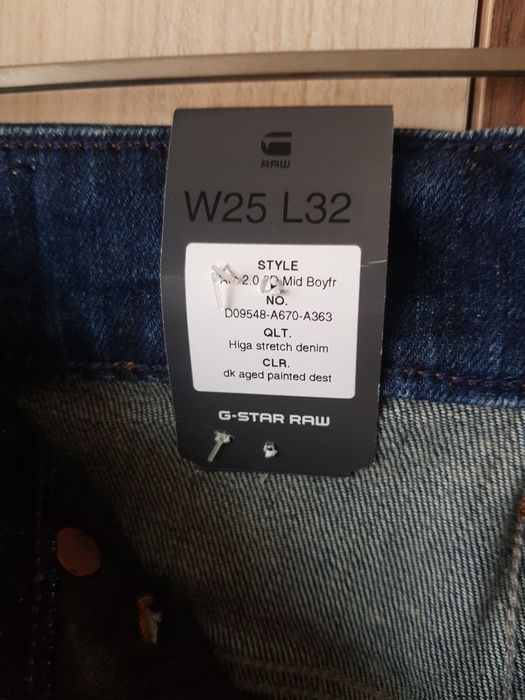 RAW
W25 L32
STYLE
2.0 3D Mid Boyfr
NO.
D09548-A670-A363
QLT.
Higa stretch denim
CLR.
dk aged painted dest
G-STAR RAW